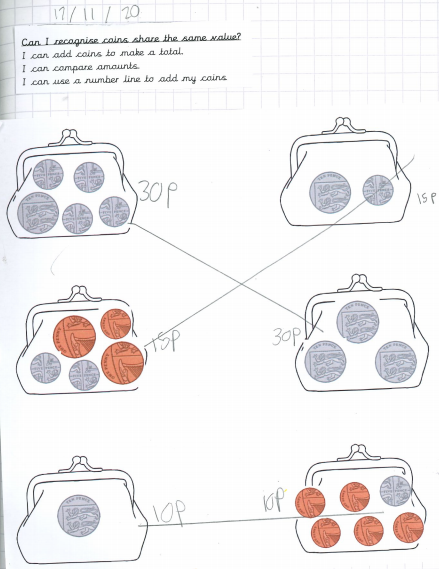 17/11/20
Can I recognise coins share the same value?
I can add coins to make a total.
I can compare amounts.
I can use a number line to add my coins
30p
15p
15p
30p
10p
10p